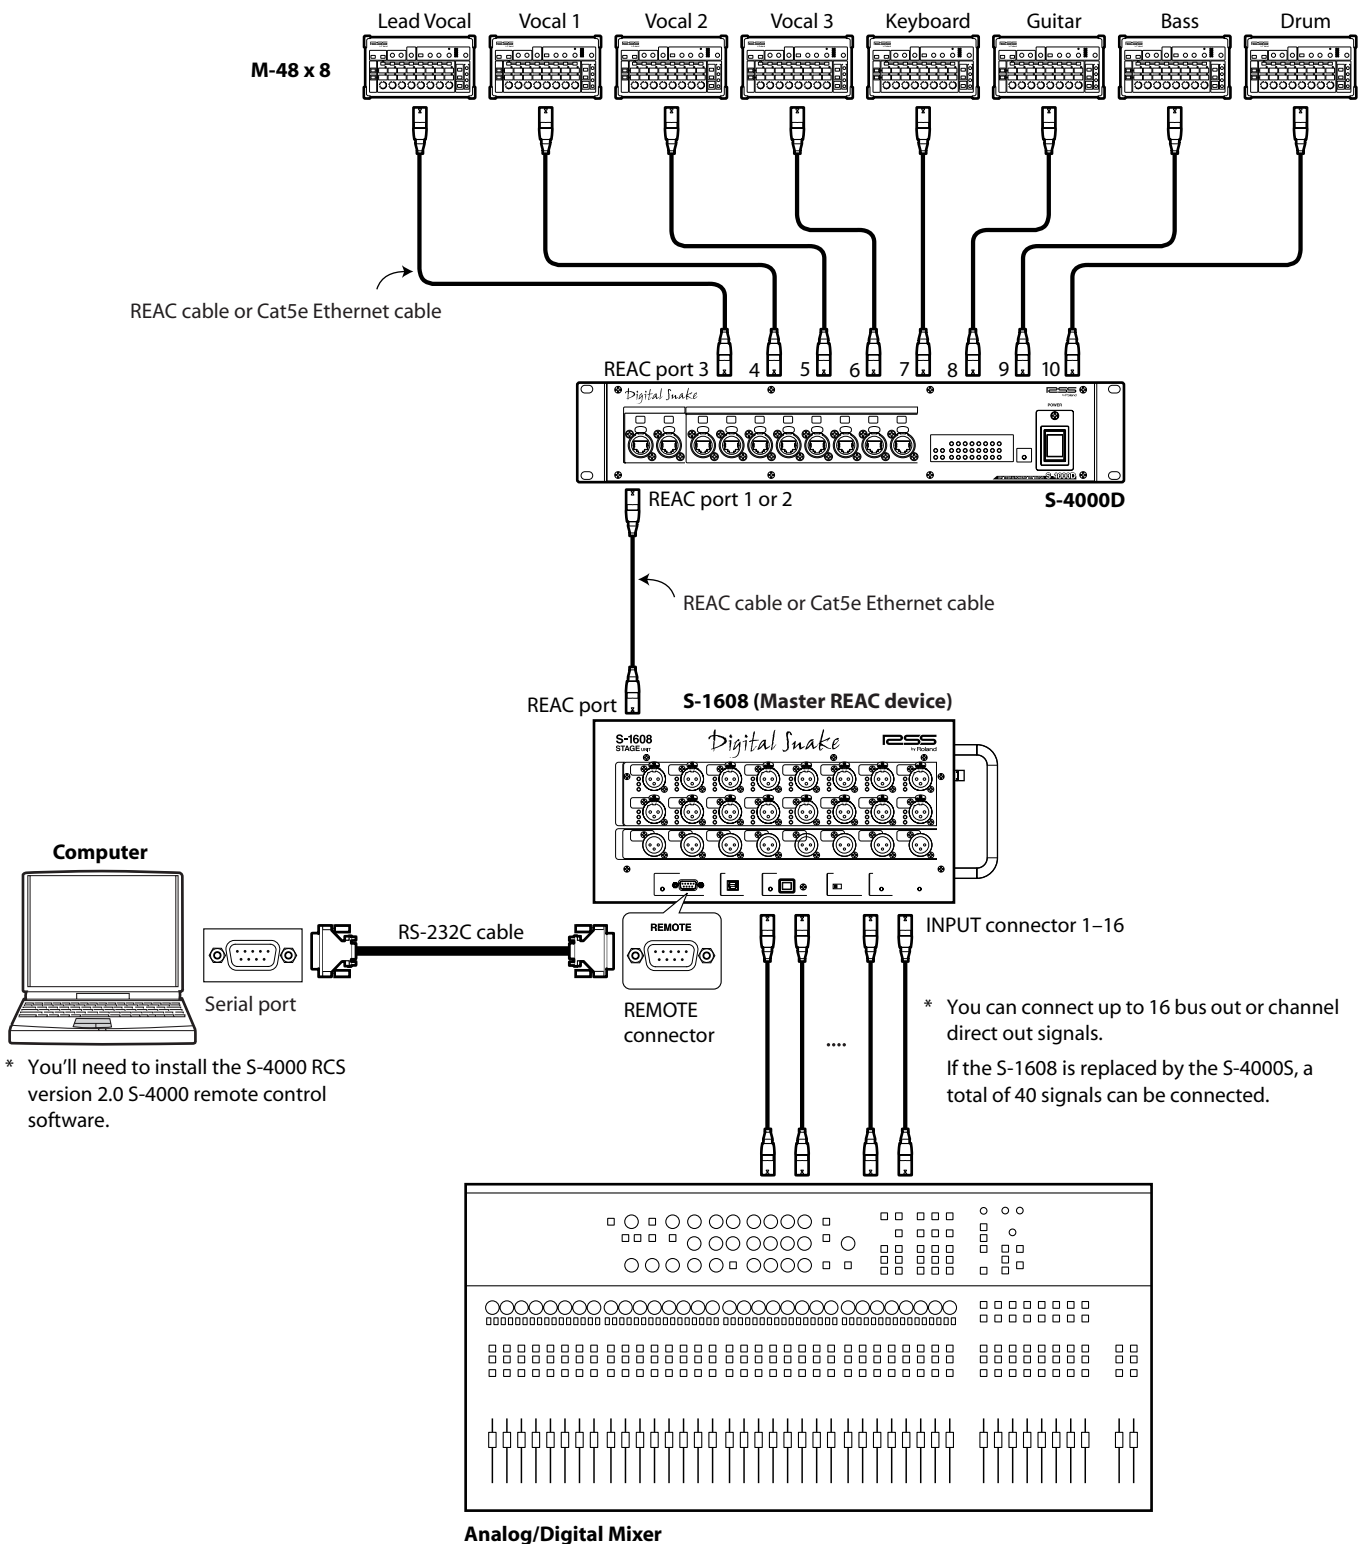 Lead Vocal Vocal 1 Vocal 2 Vocal 3 Keyboard Guitar Bass Drum
M-48 x 8
REAC cable or Cat5e Ethernet cable
REAC port 3 4 5 6 7 8 9 10
Digital Snake
RSS
POWER
S-4000D
REAC port 1 or 2
S-4000D
REAC cable or Cat5e Ethernet cable
REAC port
S-1608 (Master REAC device)
S-1608
STAGE UNIT
Digital Snake
RSS
by Roland
Computer
RS-232C cable
REMOTE
INPUT connector 1–16
Serial port
REMOTE
connector
* You can connect up to 16 bus out or channel
direct out signals.
....
If the S-1608 is replaced by the S-4000S, a
total of 40 signals can be connected.
* You’ll need to install the S-4000 RCS
version 2.0 S-4000 remote control
software.
Analog/Digital Mixer